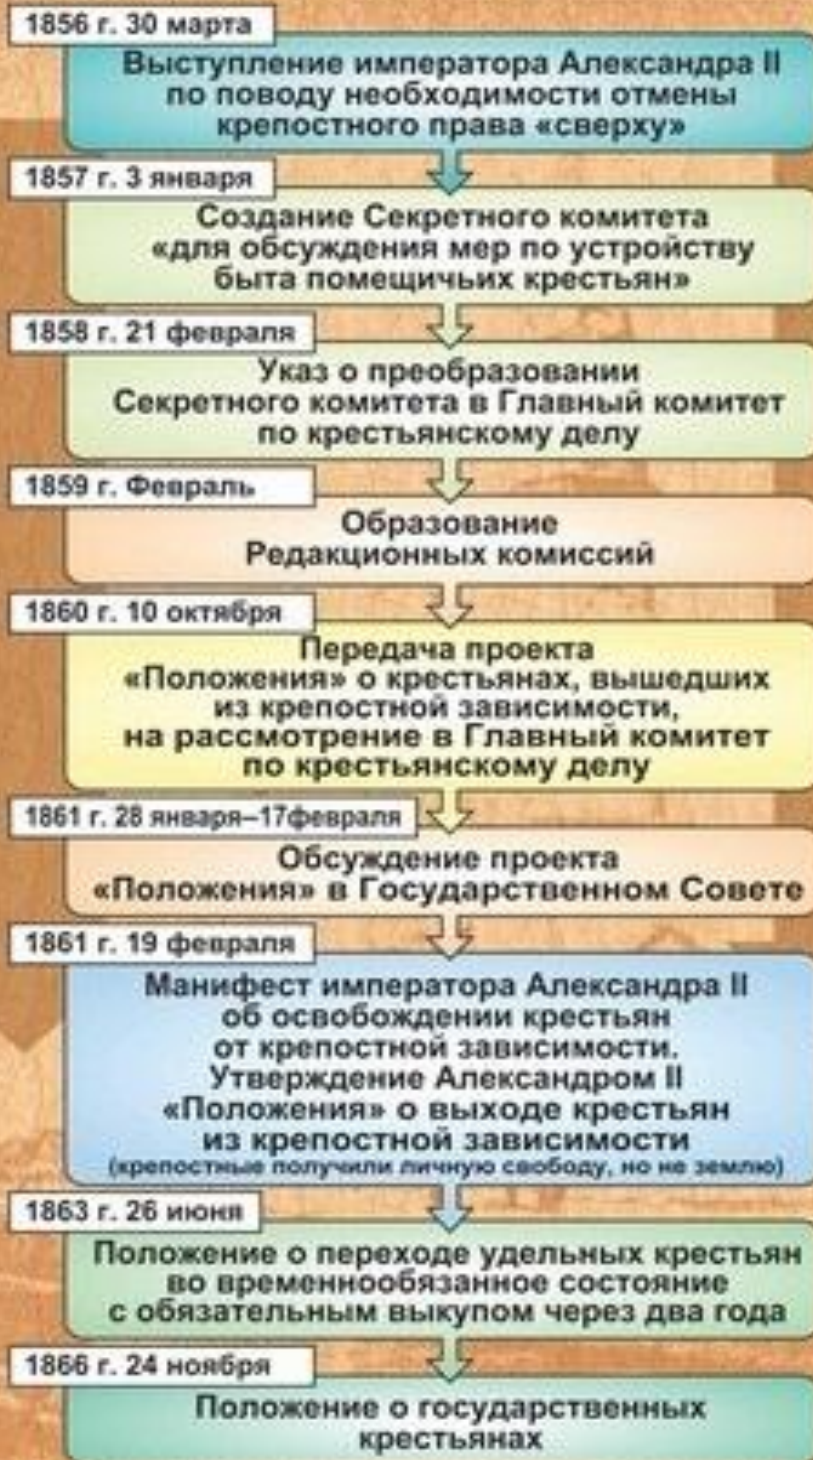 1856 г. 30 марта
Выступление императора Александра II
по поводу необходимости отмены
крепостного права «сверху»
1857 г. 3 января
Создание Секретного комитета
«для обсуждения мер по устройству
быта помещичьих крестьян»
1858 г. 21 февраля
Указ о преобразовании
Секретного комитета в Главный комитет
по крестьянскому делу
1859 г. Февраль
Образование
Редакционных комиссий
1860 г. 10 октября
Передача проекта
«Положения» о крестьянах, вышедших
из крепостной зависимости,
на рассмотрение в Главный комитет
по крестьянскому делу
1861 г. 28 января–17февраля
Обсуждение проекта
«Положения» в Государственном Совете
1861 г. 19 февраля
Манифест императора Александра II
об освобождении крестьян
от крепостной зависимости.
Утверждение Александром II
«Положения» о выходе крестьян
из крепостной зависимости
(крепостные получили личную свободу, но не землю)
1863 г. 26 июня
Положение о переходе удельных крестьян
во временнообязанное состояние
с обязательным выкупом через два года
1866 г. 24 ноября
Положение о государственных
крестьянах